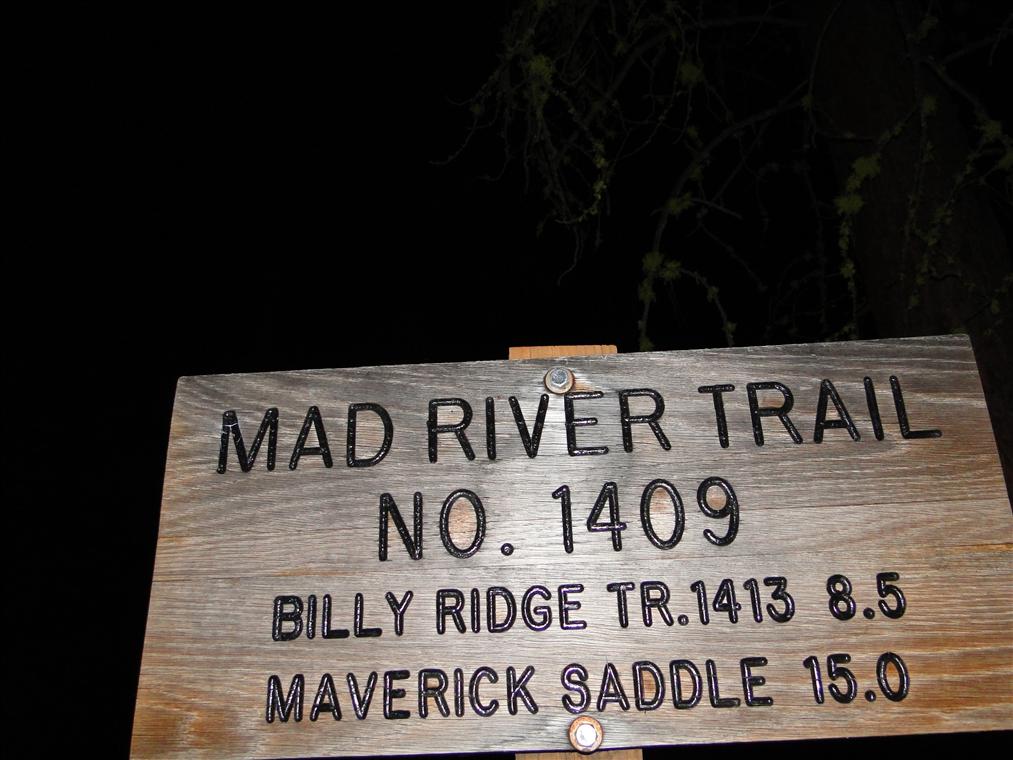 MAD RIVER TRAIL
NO. 1409
BILLY RIDGE TR.1413 8.5
MAVERICK SADDLE 15.0